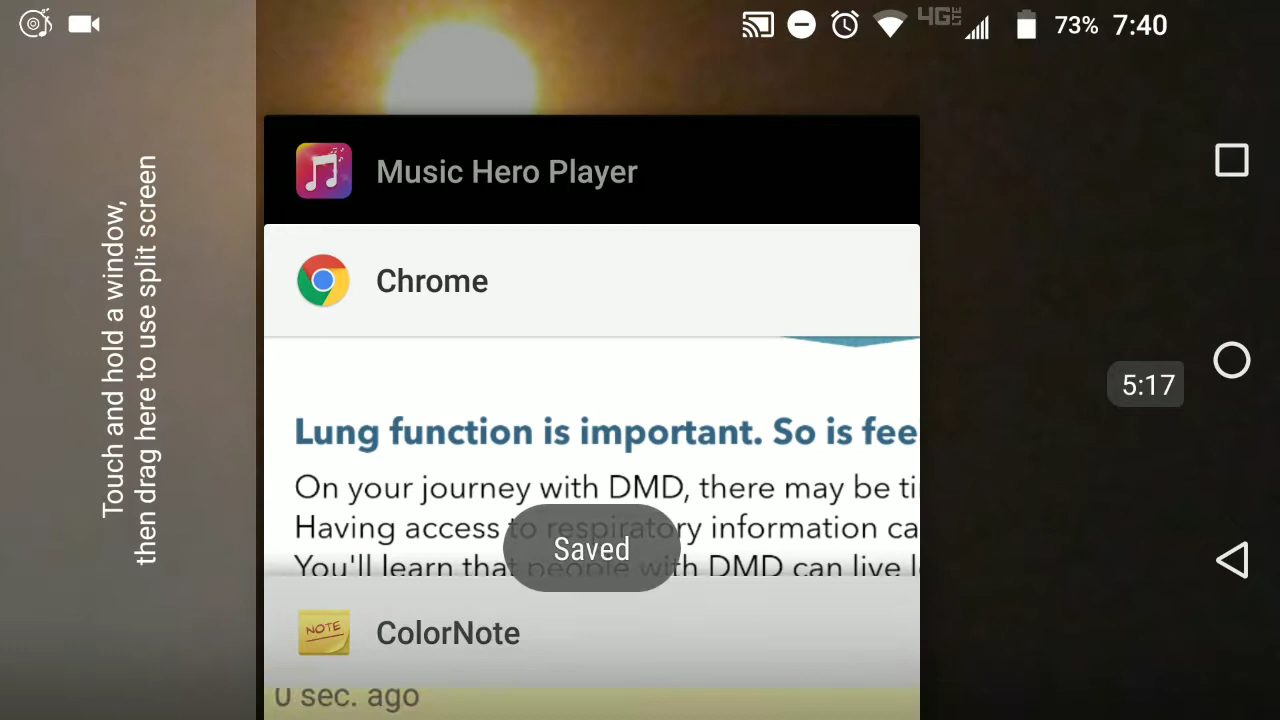 4G LTE 73% 7:40
Touch and hold a window,
then drag here to use split screen
Music Hero Player
Chrome
Lung function is important. So is fee
On your journey with DMD, there may be ti
Having access to respiratory information ca
You'll learn that people with DMD can live l
Saved
5:17
NOTE
ColorNote
0 sec. ago